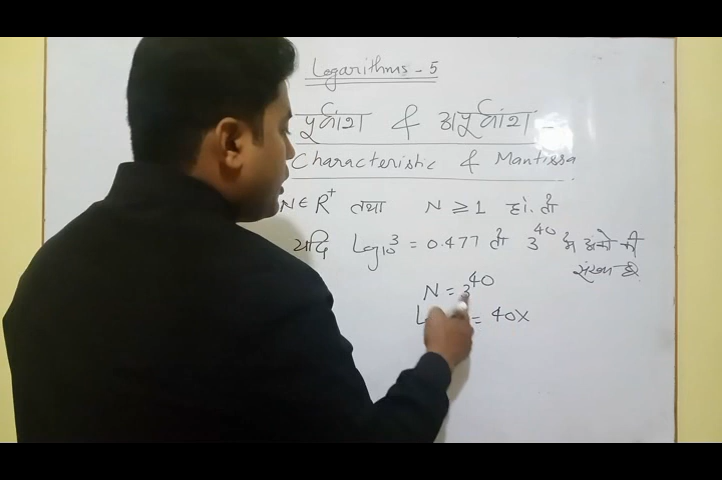 Logarithms - 5
पूर्वांश & अपूर्वांश
Characteristic & Mantissa
N ∈ R⁺ तथा N ≥ 1 हो. तो
यदि Log₁₀3 = 0.477 तो 3⁴⁰ में अंको की
संख्या है
N = 3⁴⁰
= 40x